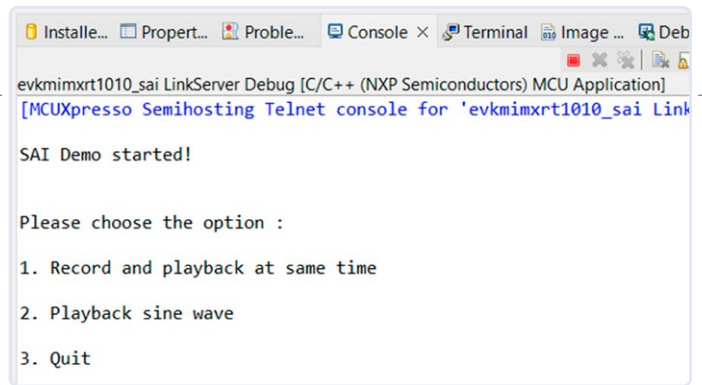 Installe... Propert... Proble... Console Terminal Image ... Deb
evkmimxrt1010_sai LinkServer Debug [C/C++ (NXP Semiconductors) MCU Application]
[MCUXpresso Semihosting Telnet console for 'evkmimxrt1010_sai Link
SAI Demo started!
Please choose the option :
1. Record and playback at same time
2. Playback sine wave
3. Quit